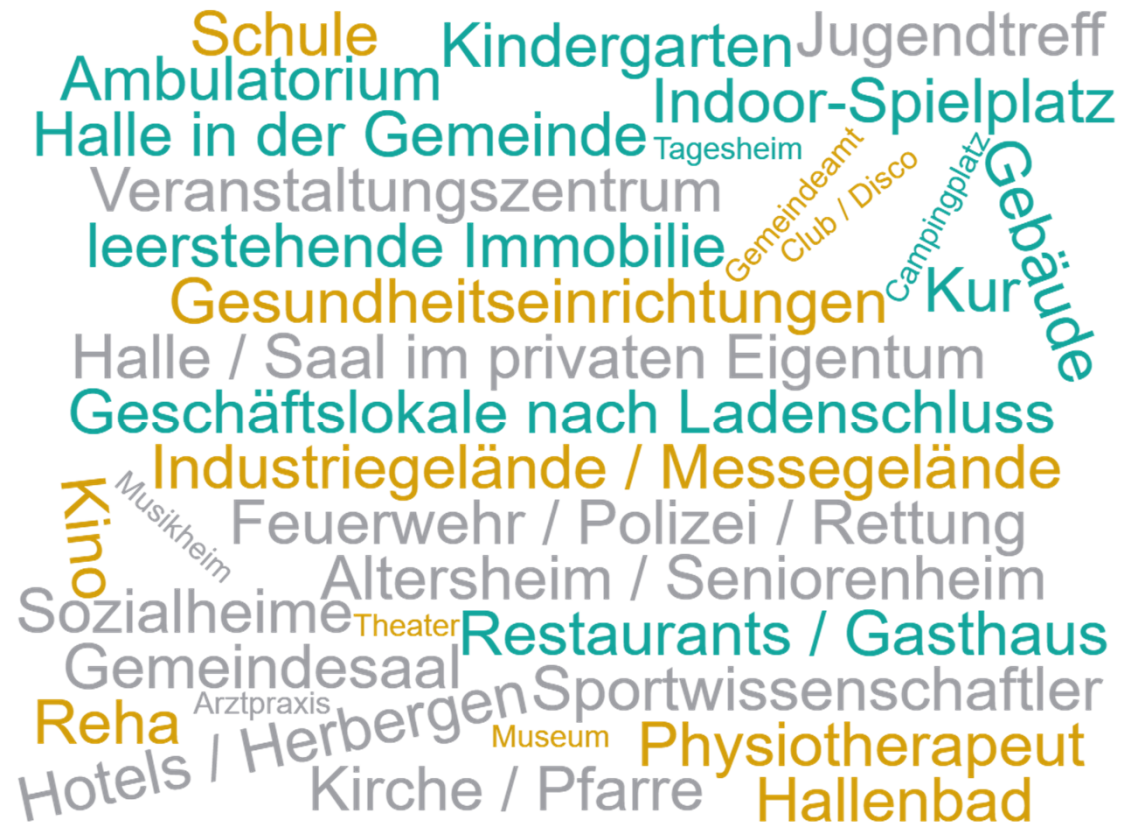 Schule
Kindergarten
Jugendtreff
Ambulatorium
Indoor-Spielplatz
Halle in der Gemeinde
Tagesheim
Gemeindeamt
Club / Disco
Campingplatz
Gebäude
Veranstaltungszentrum
leerstehende Immobilie
Gesundheitseinrichtungen
Kur
Halle / Saal im privaten Eigentum
Geschäftslokale nach Ladenschluss
Industriegelände / Messegelände
Kino
Musikheim
Feuerwehr / Polizei / Rettung
Altersheim / Seniorenheim
Sozialheime
Theater
Restaurants / Gasthaus
Gemeindesaal
Sportwissenschaftler
Arztpraxis
Reha
Hotels / Herbergen
Museum
Physiotherapeut
Kirche / Pfarre
Hallenbad